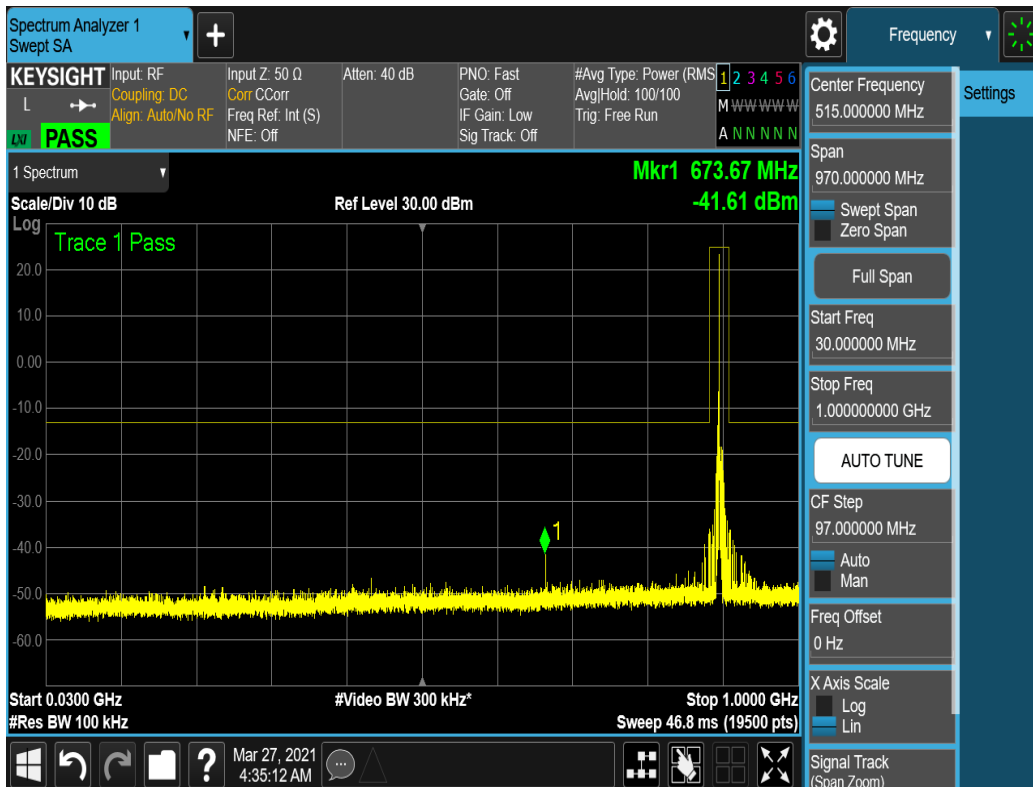 Spectrum Analyzer 1
Swept SA
+
Frequency
KEYSIGHT
L
LXI PASS
Input: RF
Coupling: DC
Align: Auto/No RF
Input Z: 50 Ω
Corr CCorr
Freq Ref: Int (S)
NFE: Off
Atten: 40 dB
PNO: Fast
Gate: Off
IF Gain: Low
Sig Track: Off
#Avg Type: Power (RMS
Avg|Hold: 100/100
Trig: Free Run
1 2 3 4 5 6
M W W W W W
A N N N N N
1 Spectrum
Mkr1 673.67 MHz
-41.61 dBm
Scale/Div 10 dB
Ref Level 30.00 dBm
Log
Trace 1 Pass
20.0
10.0
0.00
-10.0
-20.0
-30.0
-40.0
-50.0
-60.0
1
Start 0.0300 GHz
#Video BW 300 kHz*
Stop 1.0000 GHz
#Res BW 100 kHz
Sweep 46.8 ms (19500 pts)
?
Mar 27, 2021
4:35:12 AM
Center Frequency
515.000000 MHz
Span
970.000000 MHz
Swept Span
Zero Span
Full Span
Start Freq
30.000000 MHz
Stop Freq
1.000000000 GHz
AUTO TUNE
CF Step
97.000000 MHz
Auto
Man
Freq Offset
0 Hz
X Axis Scale
Log
Lin
Signal Track
(Span Zoom)
Settings